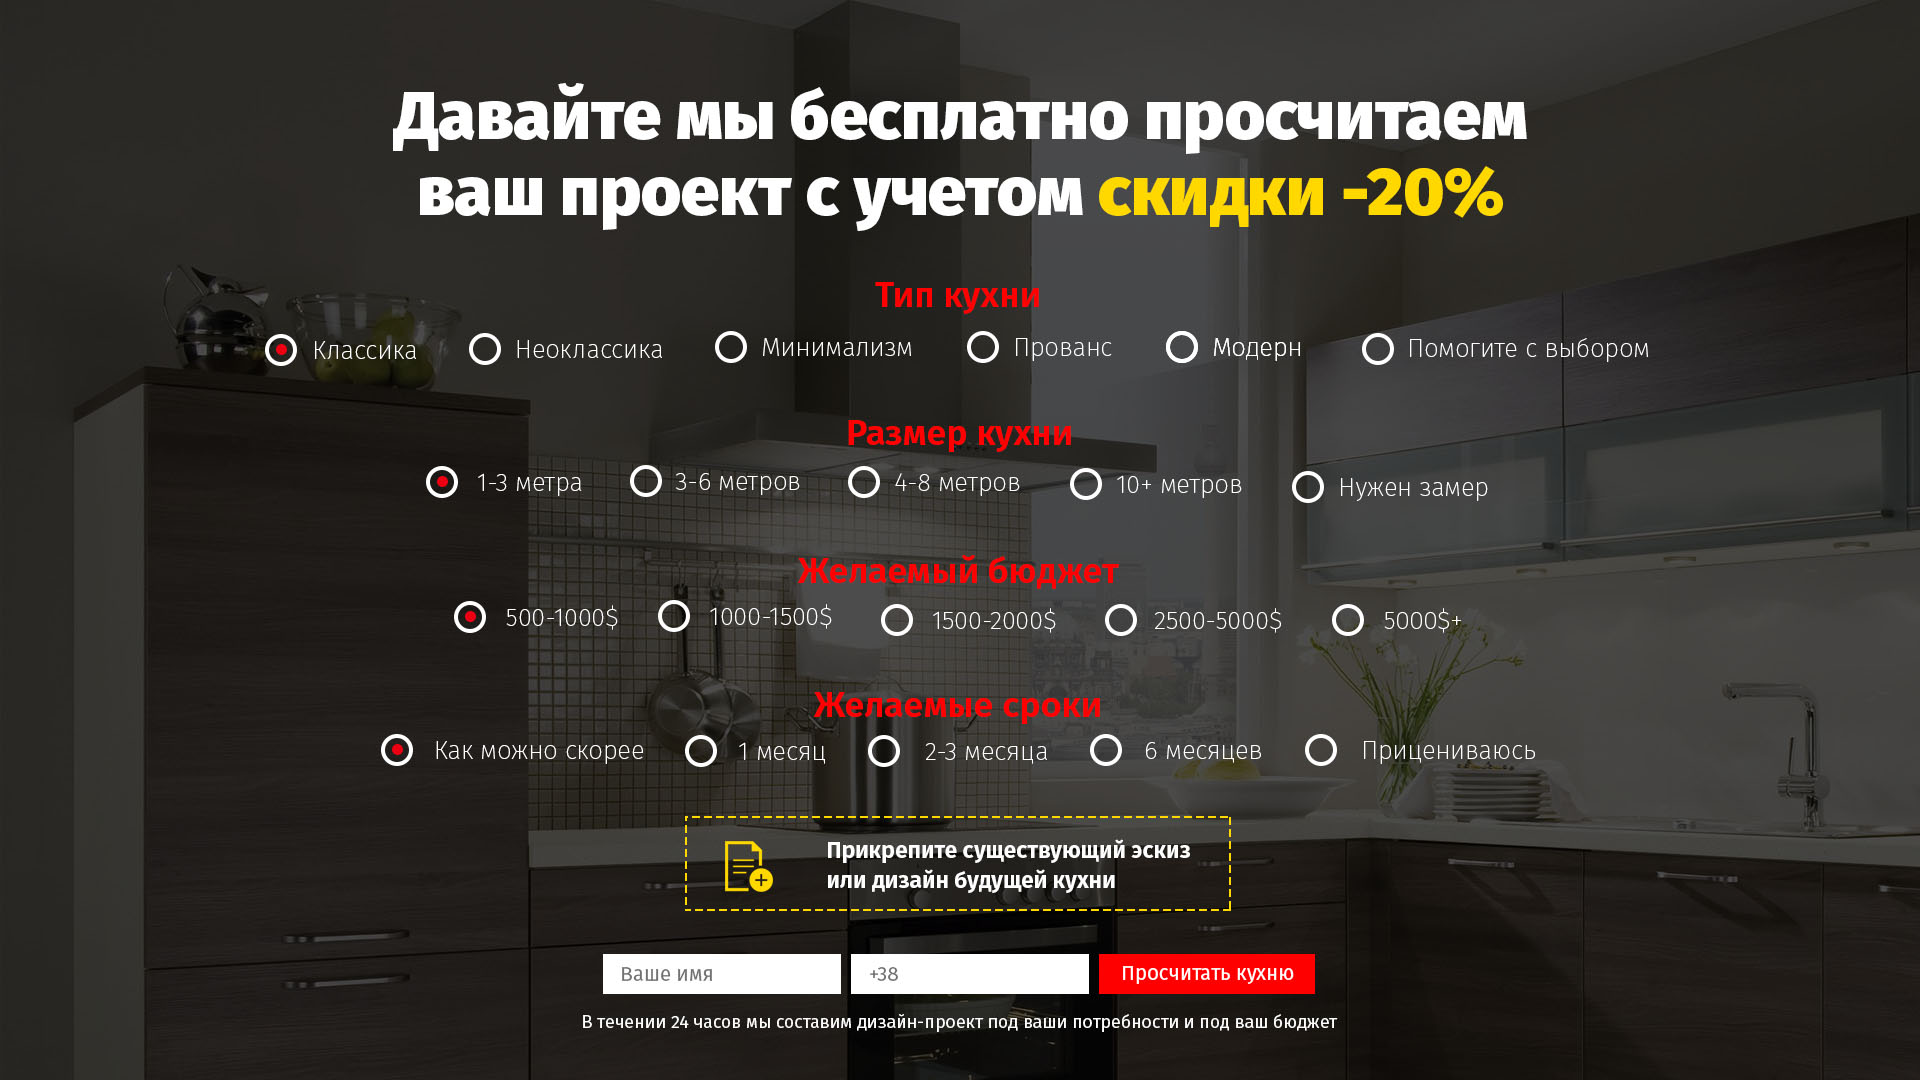 Давайте мы бесплатно просчитаем
ваш проект с учетом скидки -20%
Тип кухни
Классика Неоклассика Минимализм Прованс Модерн Помогите с выбором
Размер кухни
1-3 метра 3-6 метров 4-8 метров 10+ метров Нужен замер
Желаемый бюджет
500-1000$ 1000-1500$ 1500-2000$ 2500-5000$ 5000$+
Желаемые сроки
Как можно скорее 1 месяц 2-3 месяца 6 месяцев Прицениваюсь
Прикрепите существующий эскиз
или дизайн будущей кухни
Ваше имя +38 Просчитать кухню
В течении 24 часов мы составим дизайн-проект под ваши потребности и под ваш бюджет